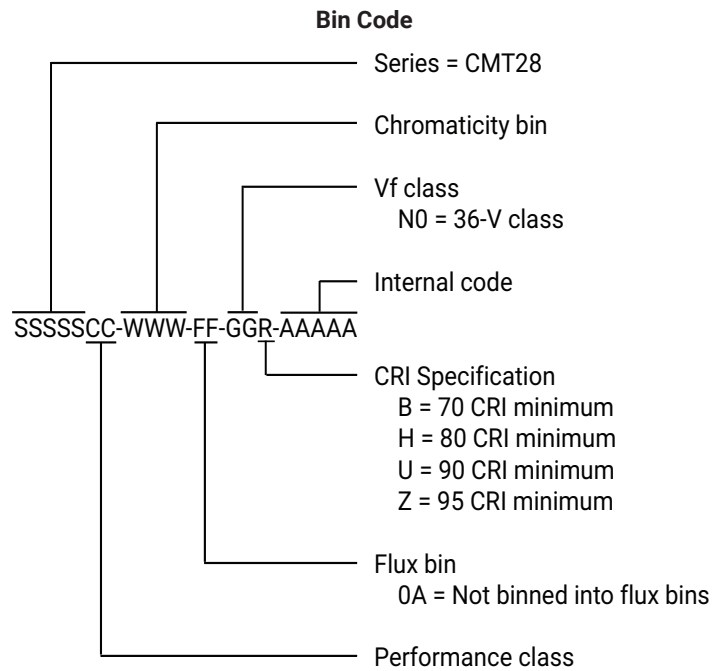 Bin Code
Series = CMT28
Chromaticity bin
Vf class
N0 = 36-V class
Internal code
SSSSSCC-WWW-FF-GGR-AAAAA
CRI Specification
B = 70 CRI minimum
H = 80 CRI minimum
U = 90 CRI minimum
Z = 95 CRI minimum
Flux bin
0A = Not binned into flux bins
Performance class